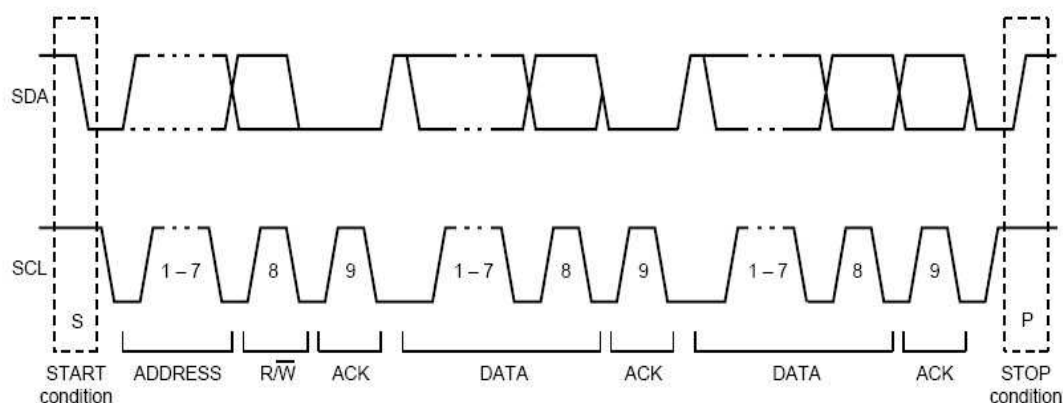 SDA
SCL
1 – 7
8
9
1 – 7
8
9
1 – 7
8
9
S
P
START
condition
ADDRESS
R/W̅
ACK
DATA
ACK
DATA
ACK
STOP
condition